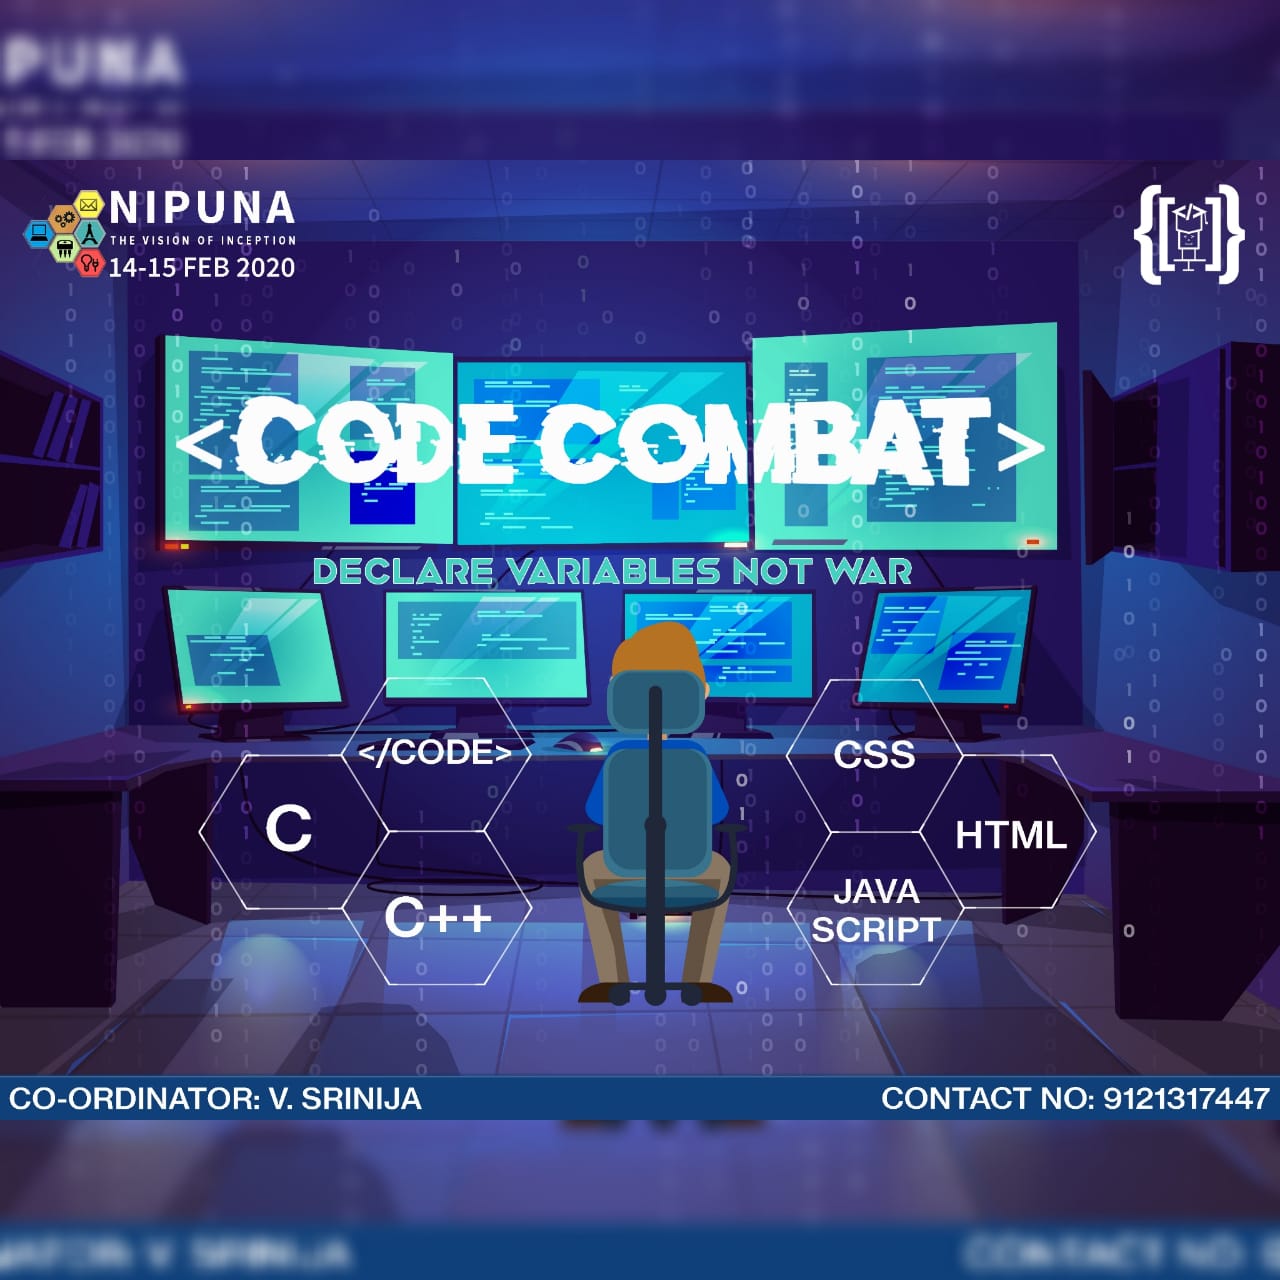 NIPUNA
THE VISION OF INCEPTION
14-15 FEB 2020
<CODE COMBAT>
DECLARE VARIABLES NOT WAR
</CODE>
C
C++
CSS
HTML
JAVA
SCRIPT
CO-ORDINATOR: V. SRINIJA
CONTACT NO: 9121317447